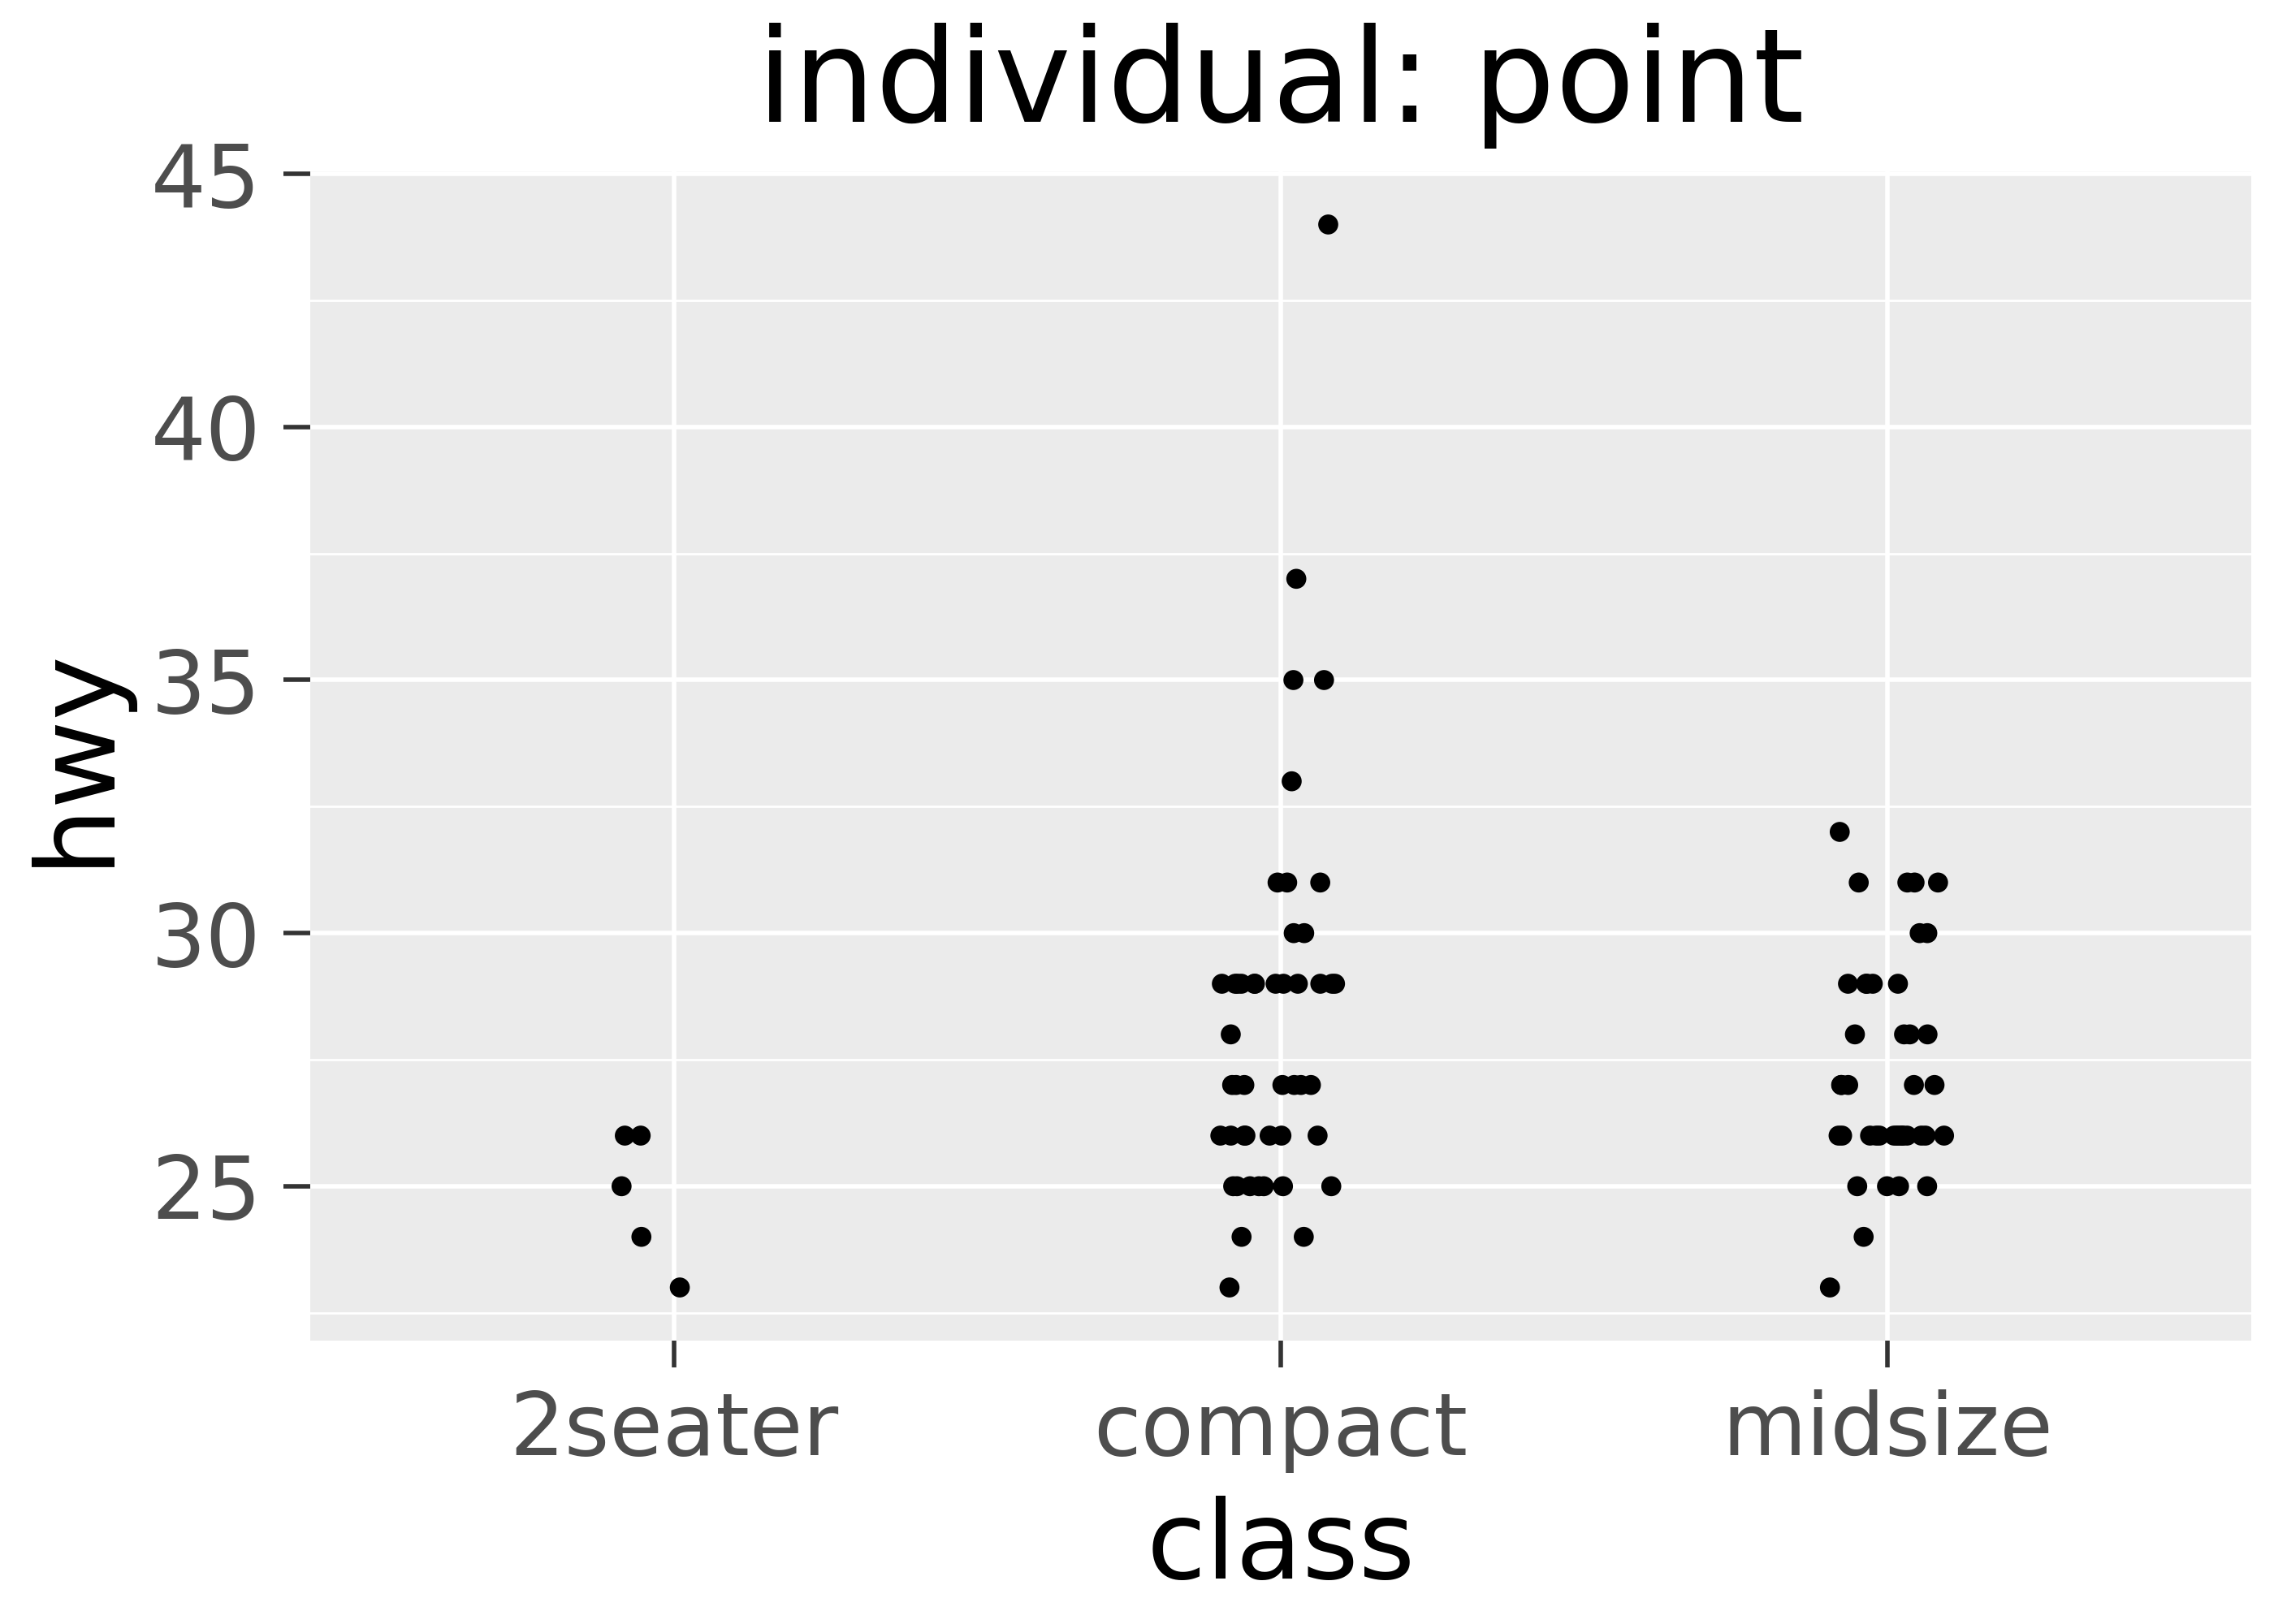 individual: point
45
40
35
30
25
hwy
2seater compact midsize
class